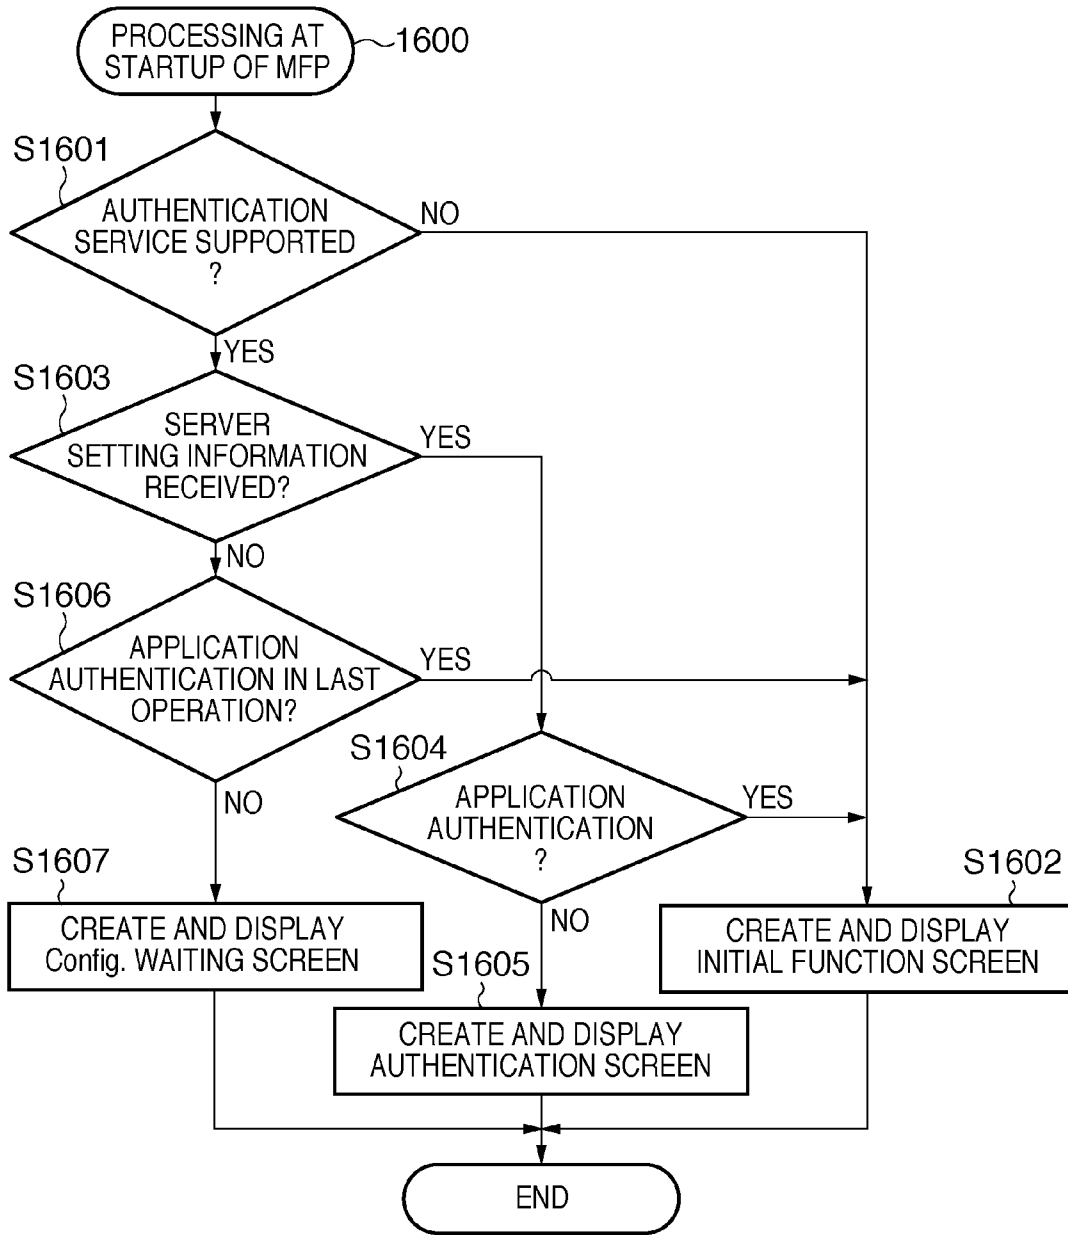 PROCESSING AT
STARTUP OF MFP
1600
S1601
AUTHENTICATION
SERVICE SUPPORTED
?
NO
YES
S1603
SERVER
SETTING INFORMATION
RECEIVED?
YES
NO
S1606
APPLICATION
AUTHENTICATION IN LAST
OPERATION?
YES
NO
S1604
APPLICATION
AUTHENTICATION
?
YES
NO
S1607
CREATE AND DISPLAY
Config. WAITING SCREEN
S1602
CREATE AND DISPLAY
INITIAL FUNCTION SCREEN
S1605
CREATE AND DISPLAY
AUTHENTICATION SCREEN
END